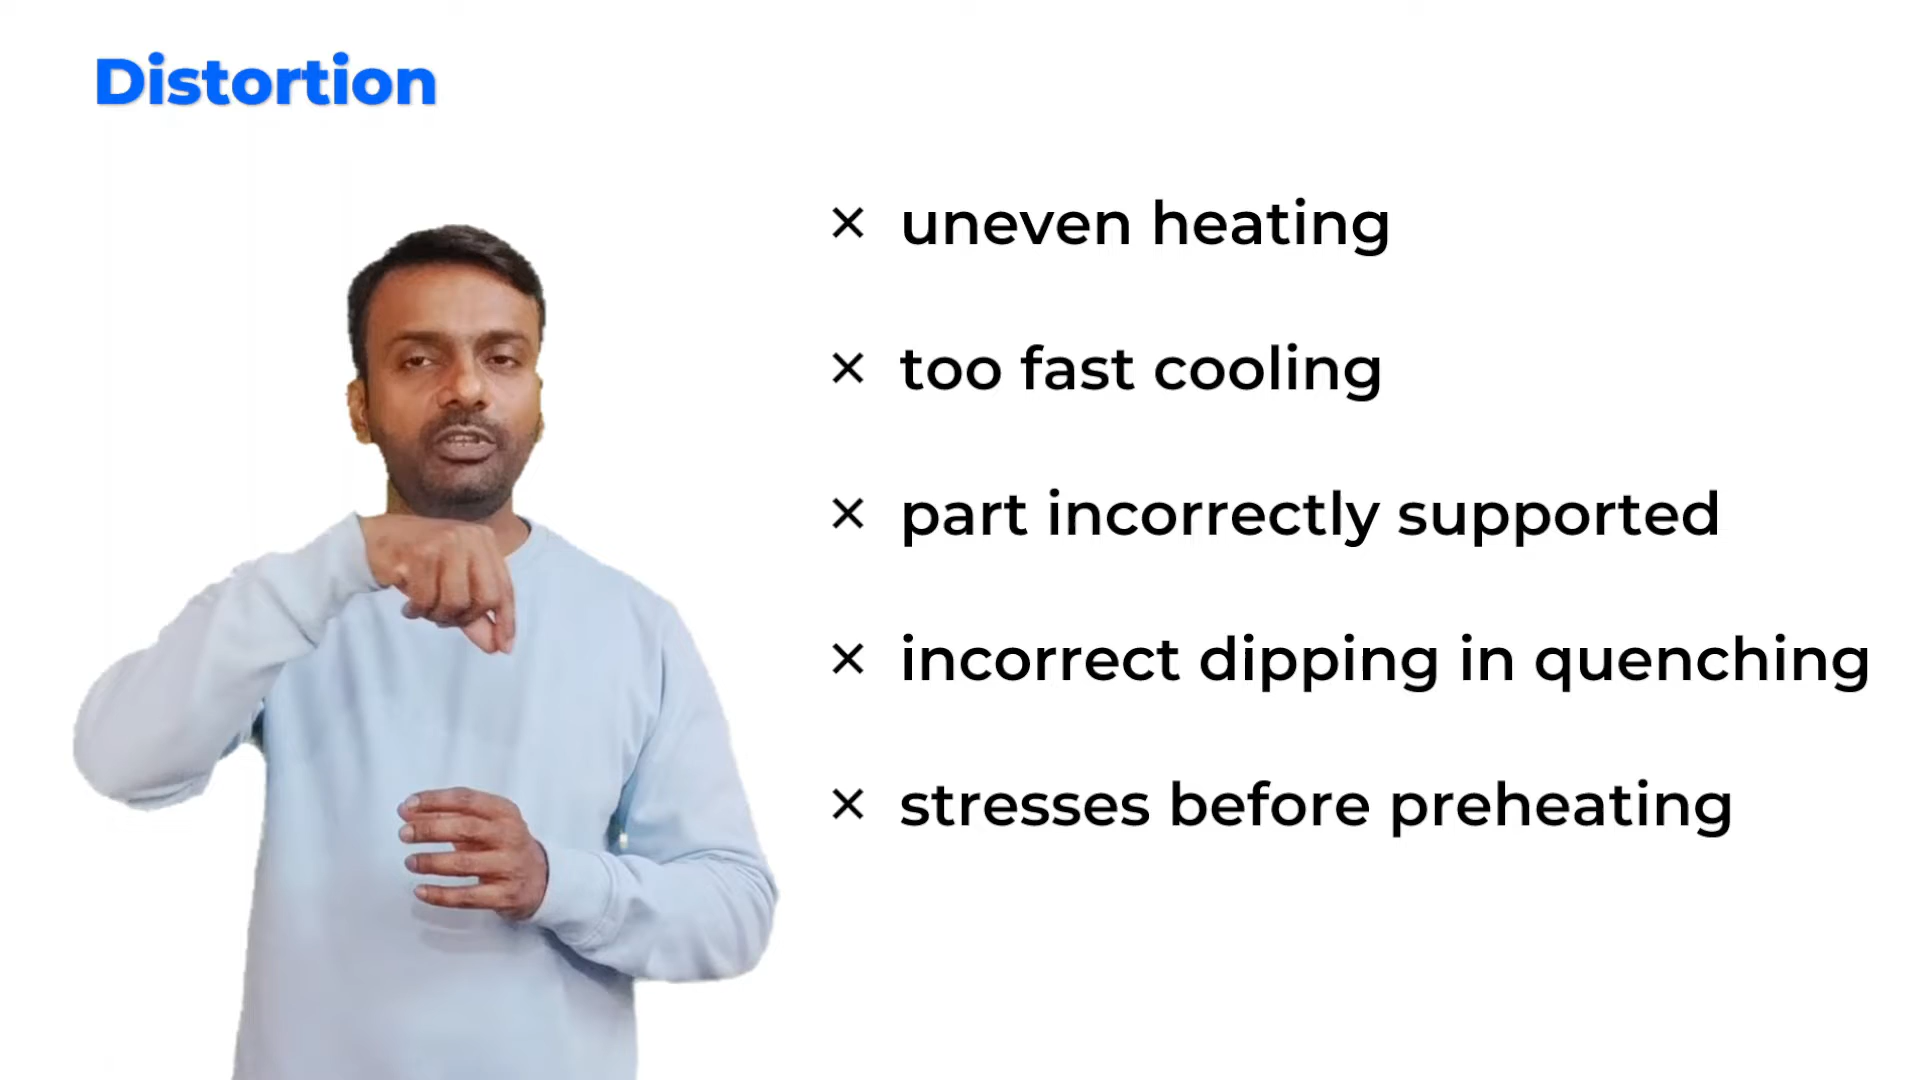 Distortion
× uneven heating
× too fast cooling
× part incorrectly supported
× incorrect dipping in quenching
× stresses before preheating